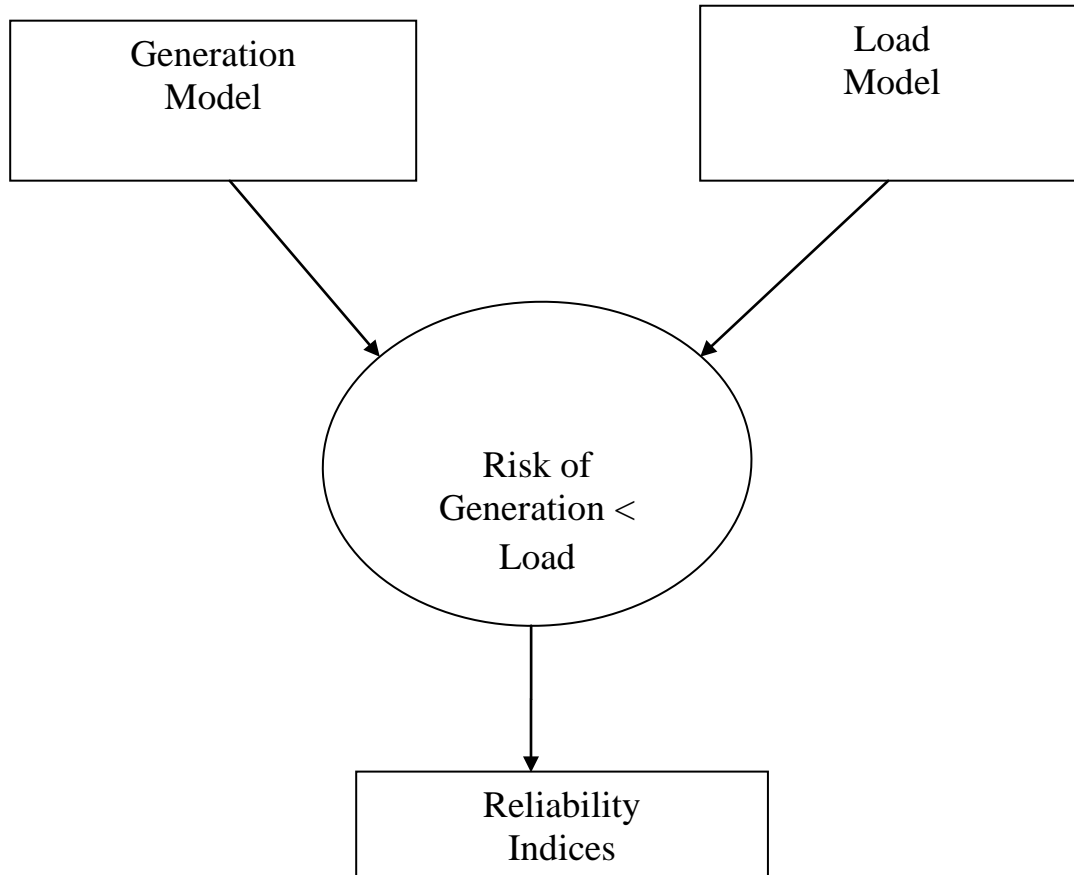 Generation
Model
Load
Model
Risk of
Generation <
Load
Reliability
Indices